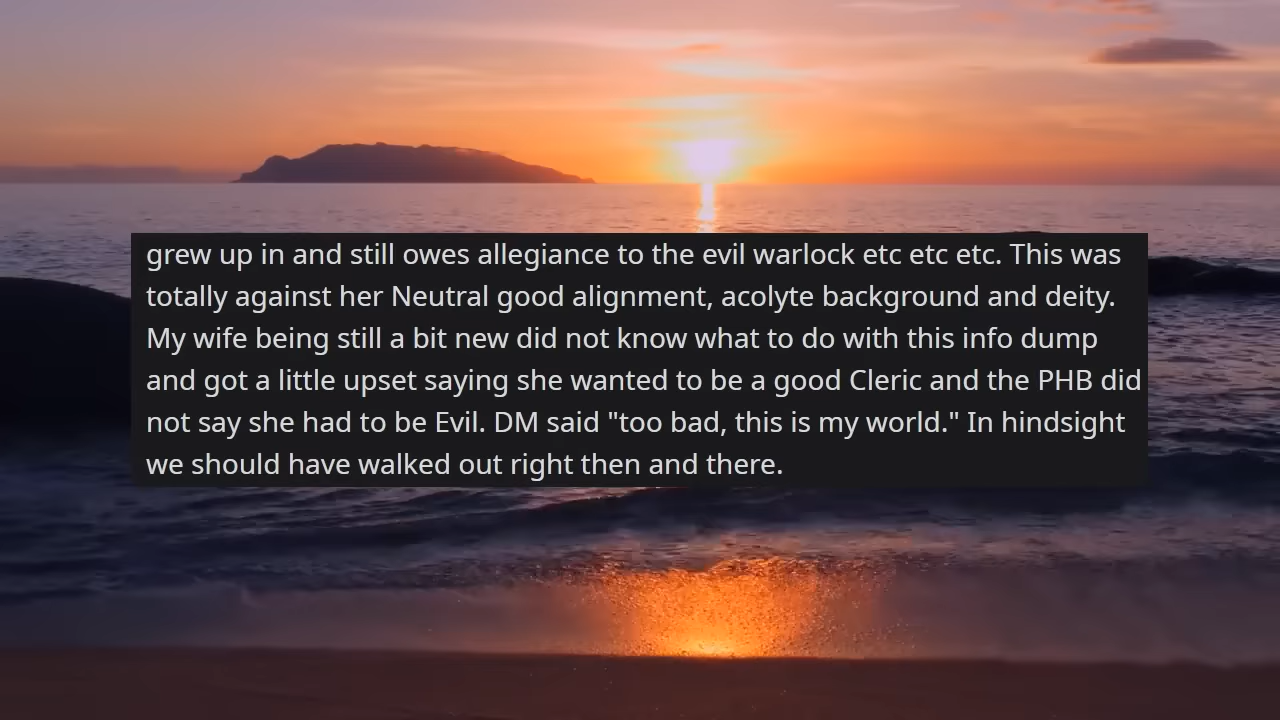 grew up in and still owes allegiance to the evil warlock etc etc etc. This was
totally against her Neutral good alignment, acolyte background and deity.
My wife being still a bit new did not know what to do with this info dump
and got a little upset saying she wanted to be a good Cleric and the PHB did
not say she had to be Evil. DM said "too bad, this is my world." In hindsight
we should have walked out right then and there.